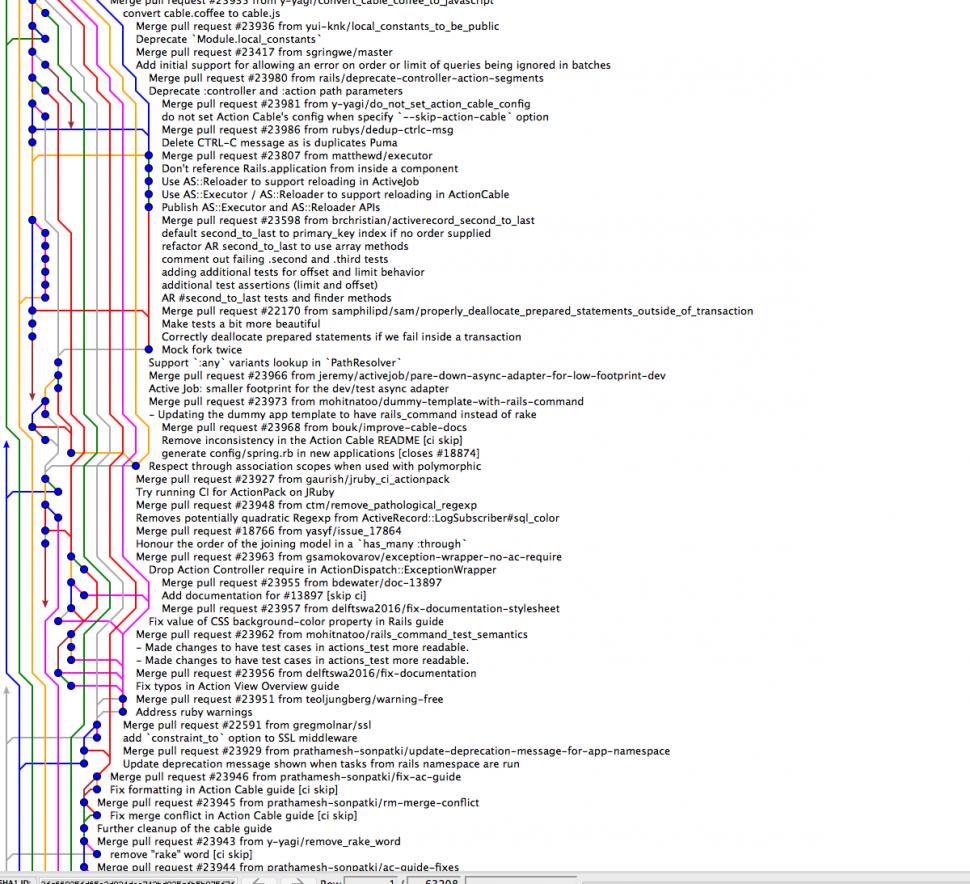 Merge pull request #23935 from y-yagi/convert_cable_coffee_to_javascript
convert cable.coffee to cable.js
Merge pull request #23936 from yui-knk/local_constants_to_be_public
Deprecate `Module.local_constants`
Merge pull request #23417 from sgringwe/master
Add initial support for allowing an error on order or limit of queries being ignored in batches
Merge pull request #23980 from rails/deprecate-controller-action-segments
Deprecate :controller and :action path parameters
Merge pull request #23981 from y-yagi/do_not_set_action_cable_config
do not set Action Cable's config when specify `--skip-action-cable` option
Merge pull request #23986 from rubys/dedup-ctrlc-msg
Delete CTRL-C message as is duplicates Puma
Merge pull request #23807 from matthewd/executor
Don't reference Rails.application from inside a component
Use AS::Reloader to support reloading in ActiveJob
Use AS::Executor / AS::Reloader to support reloading in ActionCable
Publish AS::Executor and AS::Reloader APIs
Merge pull request #23598 from brchristian/activerecord_second_to_last
default second_to_last to primary_key index if no order supplied
refactor AR second_to_last to use array methods
comment out failing .second and .third tests
adding additional tests for offset and limit behavior
additional test assertions (limit and offset)
AR #second_to_last tests and finder methods
Merge pull request #22170 from samphilipd/sam/properly_deallocate_prepared_statements_outside_of_transaction
Make tests a bit more beautiful
Correctly deallocate prepared statements if we fail inside a transaction
Mock fork twice
Support `:any` variants lookup in `PathResolver`
Merge pull request #23966 from jeremy/activejob/pare-down-async-adapter-for-low-footprint-dev
Active Job: smaller footprint for the dev/test async adapter
Merge pull request #23973 from mohitnatoo/dummy-template-with-rails-command
- Updating the dummy app template to have rails_command instead of rake
Merge pull request #23968 from bouk/improve-cable-docs
Remove inconsistency in the Action Cable README [ci skip]
generate config/spring.rb in new applications [closes #18874]
Respect through association scopes when used with polymorphic
Merge pull request #23927 from gaurish/jruby_ci_actionpack
Try running CI for ActionPack on JRuby
Merge pull request #23948 from ctm/remove_pathological_regexp
Removes potentially quadratic Regexp from ActiveRecord::LogSubscriber#sql_color
Merge pull request #18766 from yasyf/issue_17864
Honour the order of the joining model in a `has_many :through`
Merge pull request #23963 from gsamokovarov/exception-wrapper-no-ac-require
Drop Action Controller require in ActionDispatch::ExceptionWrapper
Merge pull request #23955 from bdewater/doc-13897
Add documentation for #13897 [skip ci]
Merge pull request #23957 from delftswa2016/fix-documentation-stylesheet
Fix value of CSS background-color property in Rails guide
Merge pull request #23962 from mohitnatoo/rails_command_test_semantics
- Made changes to have test cases in actions_test more readable.
- Made changes to have test cases in actions_test more readable.
Merge pull request #23956 from delftswa2016/fix-documentation
Fix typos in Action View Overview guide
Merge pull request #23951 from teoljungberg/warning-free
Address ruby warnings
Merge pull request #22591 from gregmolnar/ssl
add `constraint_to` option to SSL middleware
Merge pull request #23929 from prathamesh-sonpatki/update-deprecation-message-for-app-namespace
Update deprecation message shown when tasks from rails namespace are run
Merge pull request #23946 from prathamesh-sonpatki/fix-ac-guide
Fix formatting in Action Cable guide [ci skip]
Merge pull request #23945 from prathamesh-sonpatki/rm-merge-conflict
Fix merge conflict in Action Cable guide [ci skip]
Further cleanup of the cable guide
Merge pull request #23943 from y-yagi/remove_rake_word
remove "rake" word [ci skip]
Merge pull request #23944 from prathamesh-sonpatki/ac-guide-fixes
SHA1 ID: Row 1 / 63208